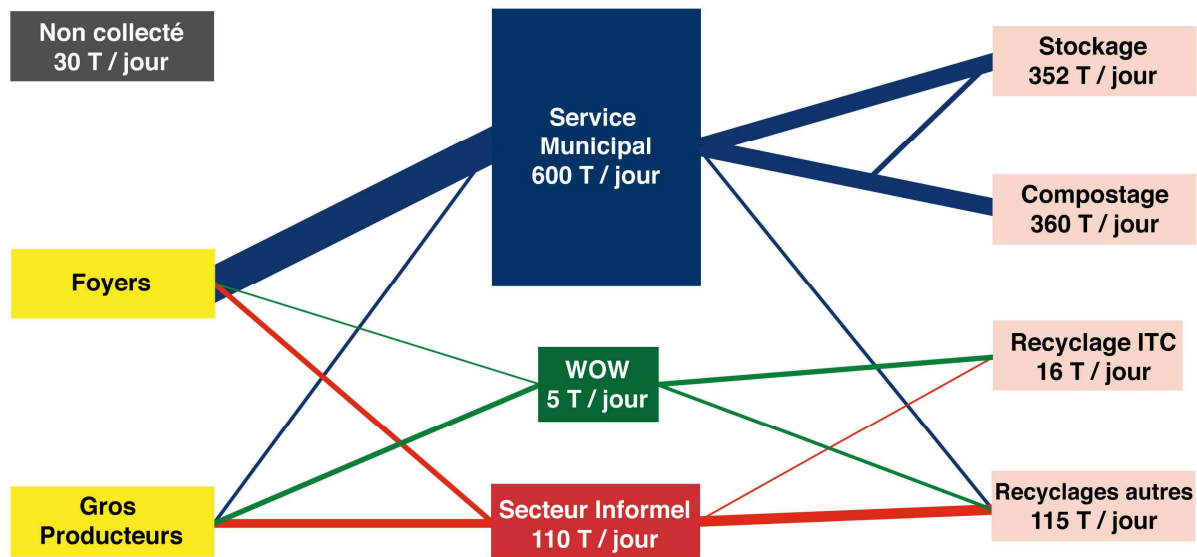 Non collecté
30 T / jour
Service
Municipal
600 T / jour
Stockage
352 T / jour
Compostage
360 T / jour
Foyers
WOW
5 T / jour
Recyclage ITC
16 T / jour
Gros
Producteurs
Secteur Informel
110 T / jour
Recyclages autres
115 T / jour